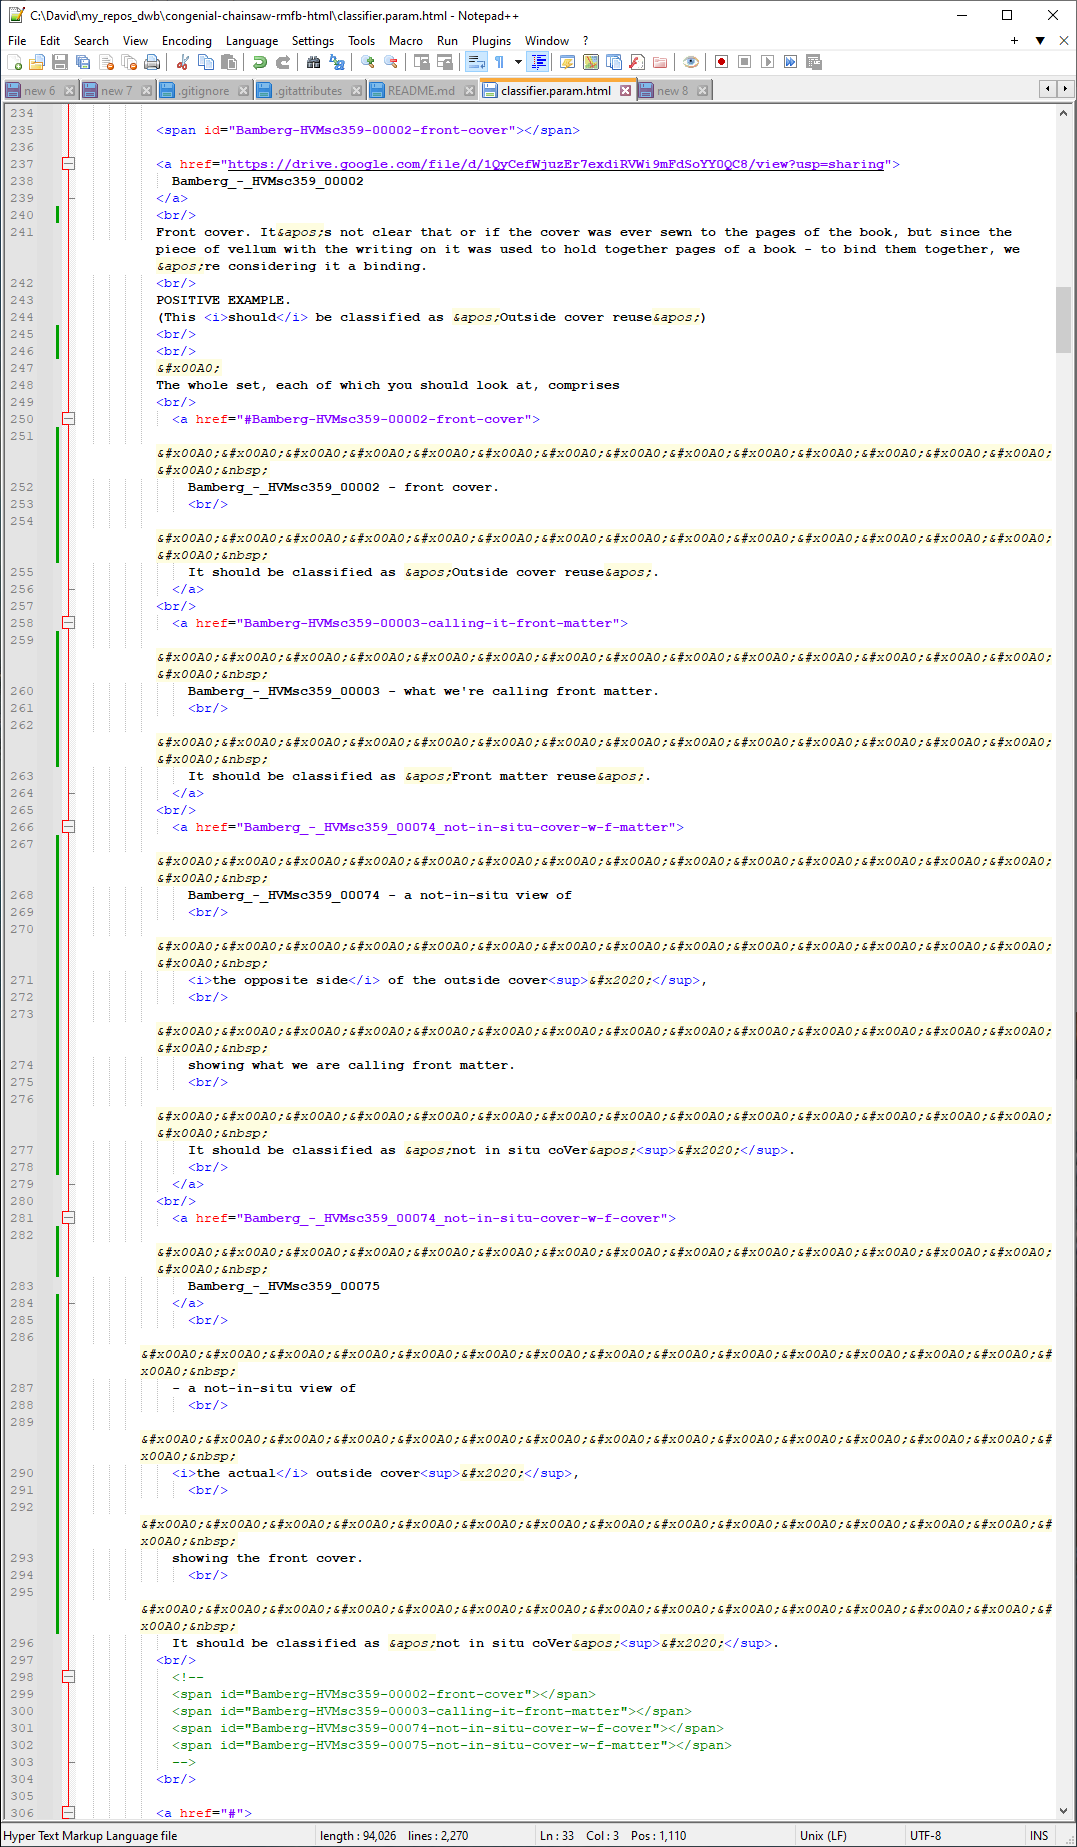 C:\David\my_repos_dwb\congenial-chainsaw-rmfb-html\classifier.param.html - Notepad++
File Edit Search View Encoding Language Settings Tools Macro Run Plugins Window ? + ▼ X
new 6 new 7 .gitignore .gitattributes README.md classifier.param.html new 8
234
235 <span id="Bamberg-HVMsc359-00002-front-cover"></span>
236
237 <a href="https://drive.google.com/file/d/1QyCefWjuzEr7exdiRVWi9mFdSoYY0QC8/view?usp=sharing">
238 Bamberg_-_HVMsc359_00002
239 </a>
240 <br/>
241 Front cover. It&apos;s not clear that or if the cover was ever sewn to the pages of the book, but since the
piece of vellum with the writing on it was used to hold together pages of a book - to bind them together, we
&apos;re considering it a binding.
242 <br/>
243 POSITIVE EXAMPLE.
244 (This <i>should</i> be classified as &apos;Outside cover reuse&apos;)
245 <br/>
246 <br/>
247 &#x00A0;
248 The whole set, each of which you should look at, comprises
249 <br/>
250 <a href="#Bamberg-HVMsc359-00002-front-cover">
251
&#x00A0;&#x00A0;&#x00A0;&#x00A0;&#x00A0;&#x00A0;&#x00A0;&#x00A0;&#x00A0;&#x00A0;&#x00A0;&#x00A0;&#x00A0;&#x00A0;
&#x00A0;&nbsp;
252 Bamberg_-_HVMsc359_00002 - front cover.
253 <br/>
254
&#x00A0;&#x00A0;&#x00A0;&#x00A0;&#x00A0;&#x00A0;&#x00A0;&#x00A0;&#x00A0;&#x00A0;&#x00A0;&#x00A0;&#x00A0;&#x00A0;
&#x00A0;&nbsp;
255 It should be classified as &apos;Outside cover reuse&apos;.
256 </a>
257 <br/>
258 <a href="Bamberg-HVMsc359-00003-calling-it-front-matter">
259
&#x00A0;&#x00A0;&#x00A0;&#x00A0;&#x00A0;&#x00A0;&#x00A0;&#x00A0;&#x00A0;&#x00A0;&#x00A0;&#x00A0;&#x00A0;&#x00A0;
&#x00A0;&nbsp;
260 Bamberg_-_HVMsc359_00003 - what we're calling front matter.
261 <br/>
262
&#x00A0;&#x00A0;&#x00A0;&#x00A0;&#x00A0;&#x00A0;&#x00A0;&#x00A0;&#x00A0;&#x00A0;&#x00A0;&#x00A0;&#x00A0;&#x00A0;
&#x00A0;&nbsp;
263 It should be classified as &apos;Front matter reuse&apos;.
264 </a>
265 <br/>
266 <a href="Bamberg_-_HVMsc359_00074_not-in-situ-cover-w-f-matter">
267
&#x00A0;&#x00A0;&#x00A0;&#x00A0;&#x00A0;&#x00A0;&#x00A0;&#x00A0;&#x00A0;&#x00A0;&#x00A0;&#x00A0;&#x00A0;&#x00A0;
&#x00A0;&nbsp;
268 Bamberg_-_HVMsc359_00074 - a not-in-situ view of
269 <br/>
270
&#x00A0;&#x00A0;&#x00A0;&#x00A0;&#x00A0;&#x00A0;&#x00A0;&#x00A0;&#x00A0;&#x00A0;&#x00A0;&#x00A0;&#x00A0;&#x00A0;
&#x00A0;&nbsp;
271 <i>the opposite side</i> of the outside cover<sup>&#x2020;</sup>,
272 <br/>
273
&#x00A0;&#x00A0;&#x00A0;&#x00A0;&#x00A0;&#x00A0;&#x00A0;&#x00A0;&#x00A0;&#x00A0;&#x00A0;&#x00A0;&#x00A0;&#x00A0;
&#x00A0;&nbsp;
274 showing what we are calling front matter.
275 <br/>
276
&#x00A0;&#x00A0;&#x00A0;&#x00A0;&#x00A0;&#x00A0;&#x00A0;&#x00A0;&#x00A0;&#x00A0;&#x00A0;&#x00A0;&#x00A0;&#x00A0;
&#x00A0;&nbsp;
277 It should be classified as &apos;not in situ coVer&apos;<sup>&#x2020;</sup>.
278 <br/>
279 </a>
280 <br/>
281 <a href="Bamberg_-_HVMsc359_00074_not-in-situ-cover-w-f-cover">
282
&#x00A0;&#x00A0;&#x00A0;&#x00A0;&#x00A0;&#x00A0;&#x00A0;&#x00A0;&#x00A0;&#x00A0;&#x00A0;&#x00A0;&#x00A0;&#x00A0;
&#x00A0;&nbsp;
283 Bamberg_-_HVMsc359_00075
284 </a>
285 <br/>
286
&#x00A0;&#x00A0;&#x00A0;&#x00A0;&#x00A0;&#x00A0;&#x00A0;&#x00A0;&#x00A0;&#x00A0;&#x00A0;&#x00A0;&#x00A0;&#x00A0;&#
x00A0;&nbsp;
287 - a not-in-situ view of
288 <br/>
289
&#x00A0;&#x00A0;&#x00A0;&#x00A0;&#x00A0;&#x00A0;&#x00A0;&#x00A0;&#x00A0;&#x00A0;&#x00A0;&#x00A0;&#x00A0;&#x00A0;&#
x00A0;&nbsp;
290 <i>the actual</i> outside cover<sup>&#x2020;</sup>,
291 <br/>
292
&#x00A0;&#x00A0;&#x00A0;&#x00A0;&#x00A0;&#x00A0;&#x00A0;&#x00A0;&#x00A0;&#x00A0;&#x00A0;&#x00A0;&#x00A0;&#x00A0;&#
x00A0;&nbsp;
293 showing the front cover.
294 <br/>
295
&#x00A0;&#x00A0;&#x00A0;&#x00A0;&#x00A0;&#x00A0;&#x00A0;&#x00A0;&#x00A0;&#x00A0;&#x00A0;&#x00A0;&#x00A0;&#x00A0;&#
x00A0;&nbsp;
296 It should be classified as &apos;not in situ coVer&apos;<sup>&#x2020;</sup>.
297 <br/>
298 <!--
299 <span id="Bamberg-HVMsc359-00002-front-cover"></span>
300 <span id="Bamberg-HVMsc359-00003-calling-it-front-matter"></span>
301 <span id="Bamberg-HVMsc359-00074-not-in-situ-cover-w-f-cover"></span>
302 <span id="Bamberg-HVMsc359-00075-not-in-situ-cover-w-f-matter"></span>
303 -->
304 <br/>
305
306 <a href="#">
Hyper Text Markup Language file length : 94,026 lines : 2,270 Ln : 33 Col : 3 Pos : 1,110 Unix (LF) UTF-8 INS